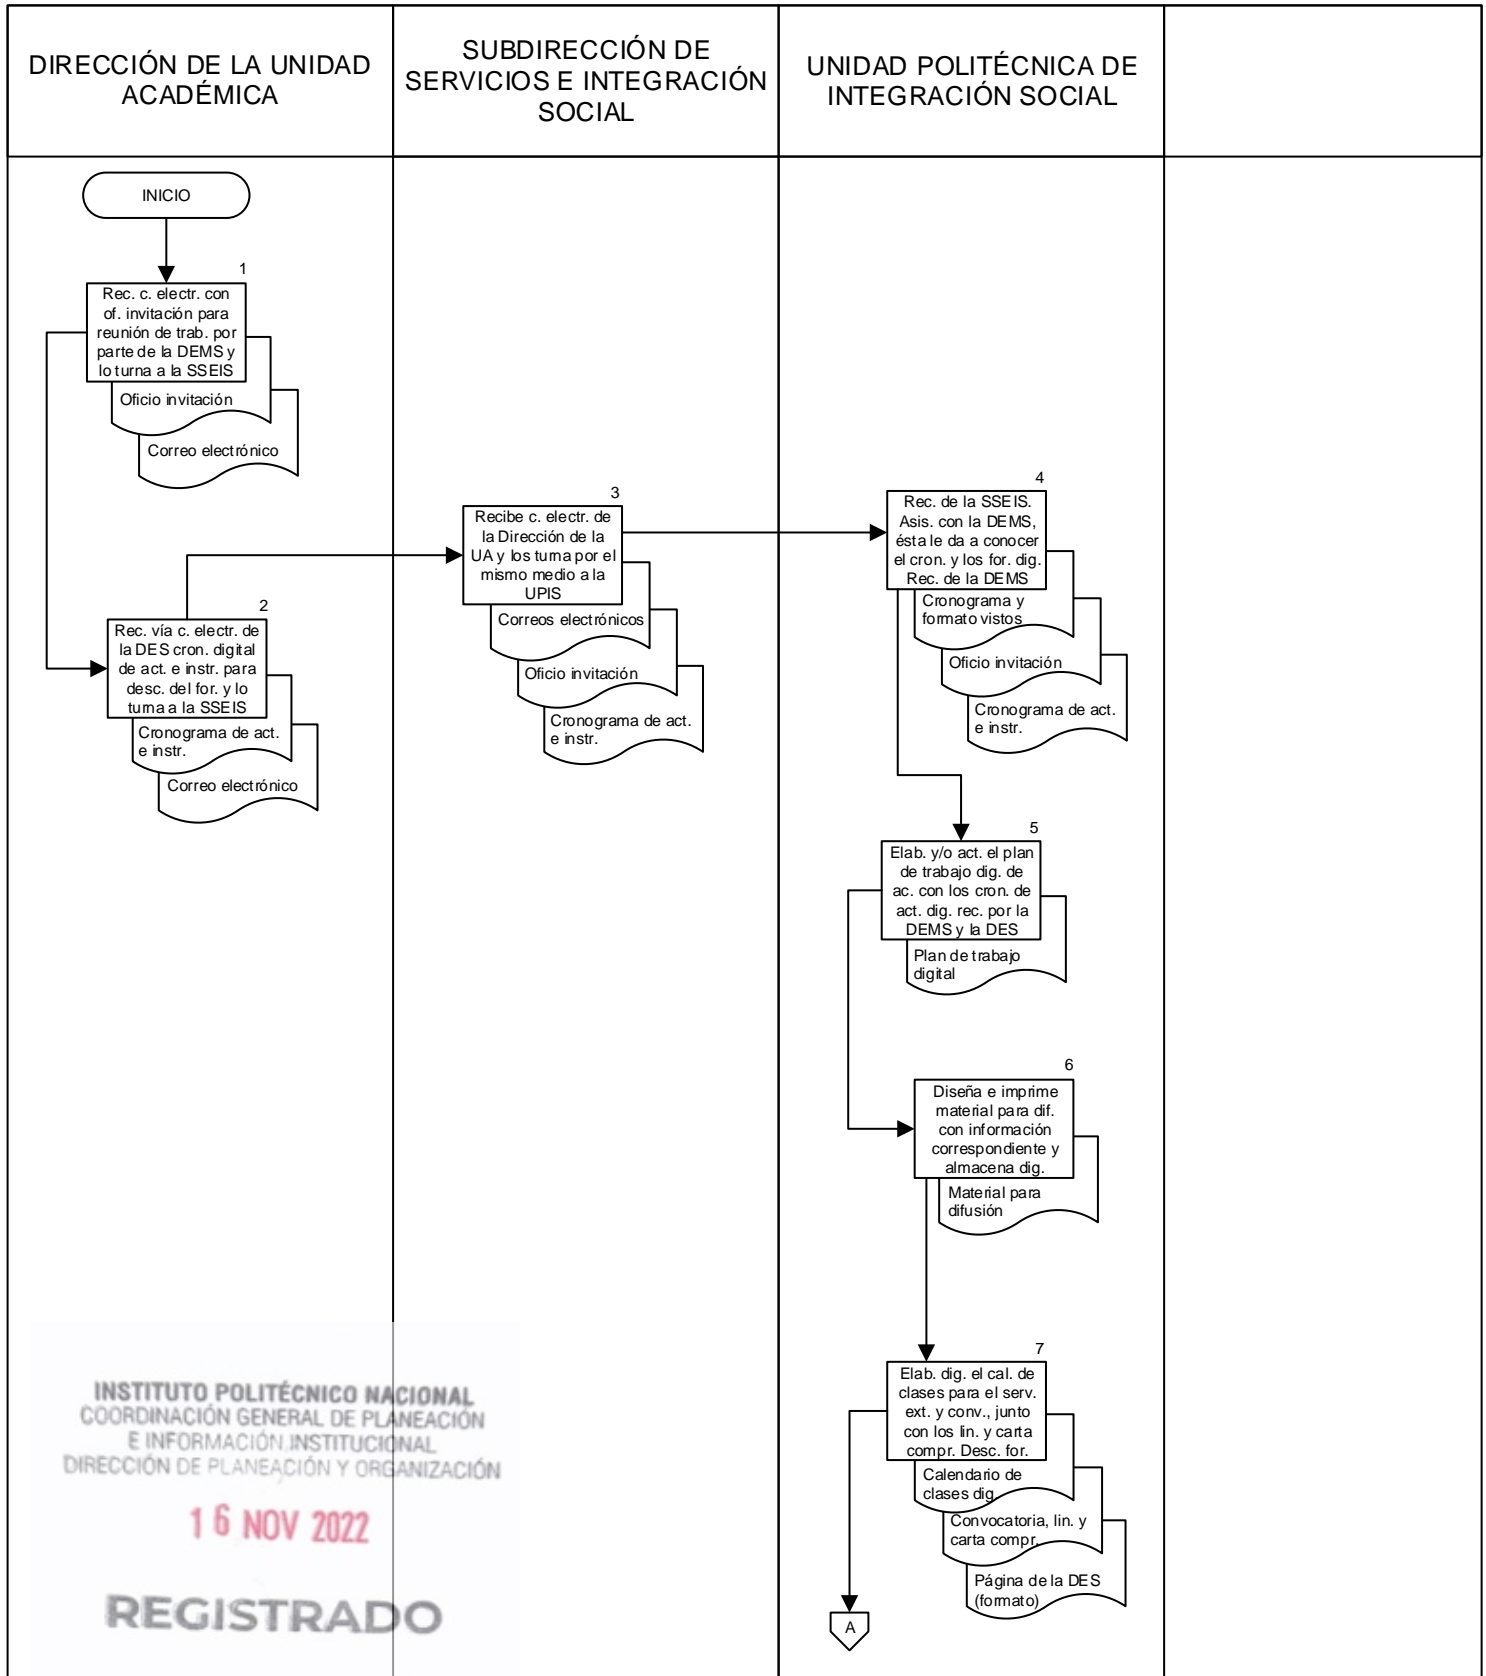 DIRECCIÓN DE LA UNIDAD
ACADÉMICA
SUBDIRECCIÓN DE
SERVICIOS E INTEGRACIÓN
SOCIAL
UNIDAD POLITÉCNICA DE
INTEGRACIÓN SOCIAL
INICIO
1
Rec. c. electr. con
of. invitación para
reunión de trab. por
parte de la DEMS y
lo turna a la SSEIS
Oficio invitación
Correo electrónico
2
Rec. vía c. electr. de
la DES cron. digital
de act. e instr. para
desc. del for. y lo
turna a la SSEIS
Cronograma de act.
e instr.
Correo electrónico
3
Recibe c. electr. de
la Dirección de la
UA y los turna por el
mismo medio a la
UPIS
Correos electrónicos
Oficio invitación
Cronograma de act.
e instr.
4
Rec. de la SSEIS.
Asis. con la DEMS,
ésta le da a conocer
el cron. y los for. dig.
Rec. de la DEMS
Cronograma y
formato vistos
Oficio invitación
Cronograma de act.
e instr.
5
Elab. y/o act. el plan
de trabajo dig. de
ac. con los cron. de
act. dig. rec. por la
DEMS y la DES
Plan de trabajo
digital
6
Diseña e imprime
material para dif.
con información
correspondiente y
almacena dig.
Material para
difusión
7
Elab. dig. el cal. de
clases para el serv.
ext. y conv., junto
con los lin. y carta
compr. Desc. for.
Calendario de
clases dig.
Convocatoria, lin. y
carta compr.
Página de la DES
(formato)
A
INSTITUTO POLITÉCNICO NACIONAL
COORDINACIÓN GENERAL DE PLANEACIÓN
E INFORMACIÓN INSTITUCIONAL
DIRECCIÓN DE PLANEACIÓN Y ORGANIZACIÓN
16 NOV 2022
REGISTRADO